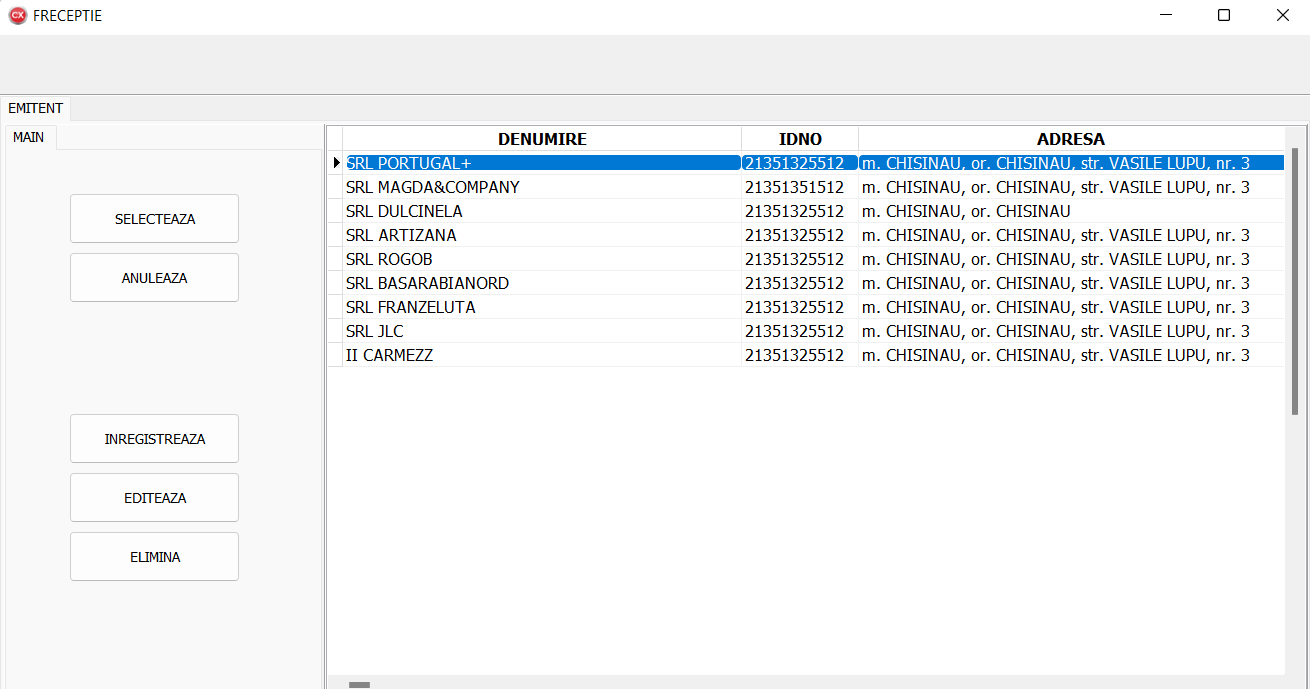 CX FRECEPTIE
EMITENT
MAIN
SELECTEAZA
ANULEAZA
INREGISTREAZA
EDITEAZA
ELIMINA
DENUMIRE IDNO ADRESA
SRL PORTUGAL+ 21351325512 m. CHISINAU, or. CHISINAU, str. VASILE LUPU, nr. 3
SRL MAGDA&COMPANY 21351351512 m. CHISINAU, or. CHISINAU, str. VASILE LUPU, nr. 3
SRL DULCINELA 21351325512 m. CHISINAU, or. CHISINAU
SRL ARTIZANA 21351325512 m. CHISINAU, or. CHISINAU, str. VASILE LUPU, nr. 3
SRL ROGOB 21351325512 m. CHISINAU, or. CHISINAU, str. VASILE LUPU, nr. 3
SRL BASARABIANORD 21351325512 m. CHISINAU, or. CHISINAU, str. VASILE LUPU, nr. 3
SRL FRANZELUTA 21351325512 m. CHISINAU, or. CHISINAU, str. VASILE LUPU, nr. 3
SRL JLC 21351325512 m. CHISINAU, or. CHISINAU, str. VASILE LUPU, nr. 3
II CARMEZZ 21351325512 m. CHISINAU, or. CHISINAU, str. VASILE LUPU, nr. 3